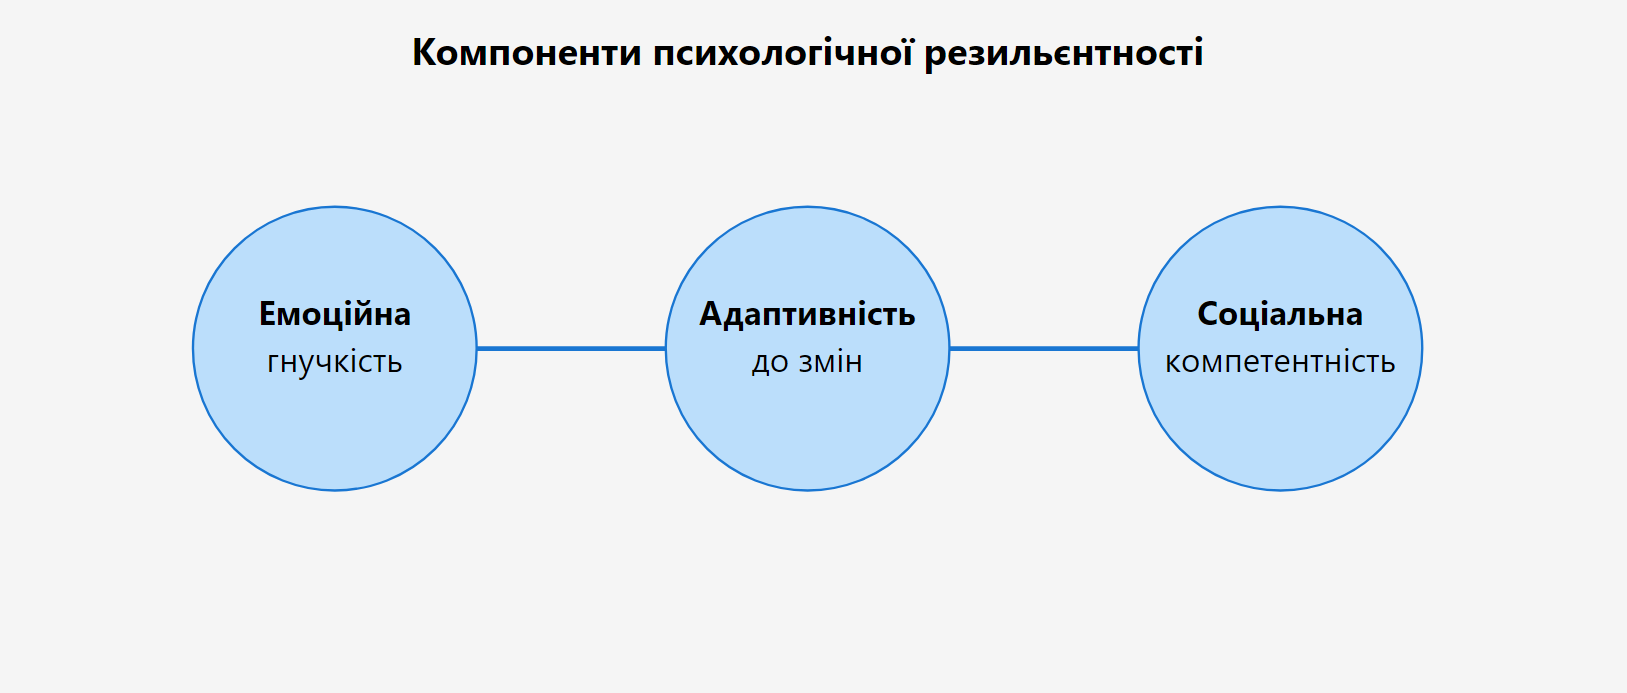 Компоненти психологічної резильєнтності
Емоційна
гнучкість
Адаптивність
до змін
Соціальна
компетентність